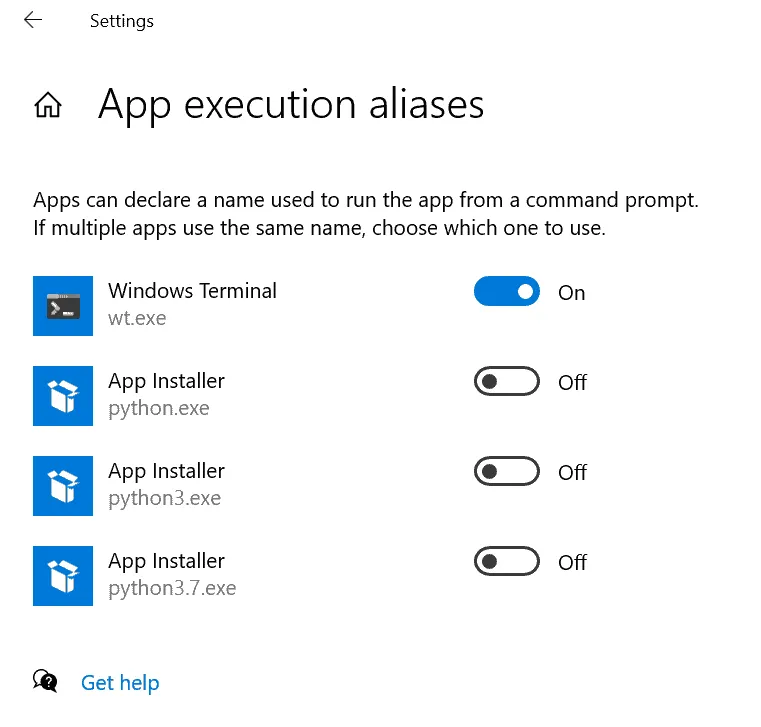 Settings
App execution aliases
Apps can declare a name used to run the app from a command prompt.
If multiple apps use the same name, choose which one to use.
Windows Terminal
wt.exe
On
App Installer
python.exe
Off
App Installer
python3.exe
Off
App Installer
python3.7.exe
Off
Get help